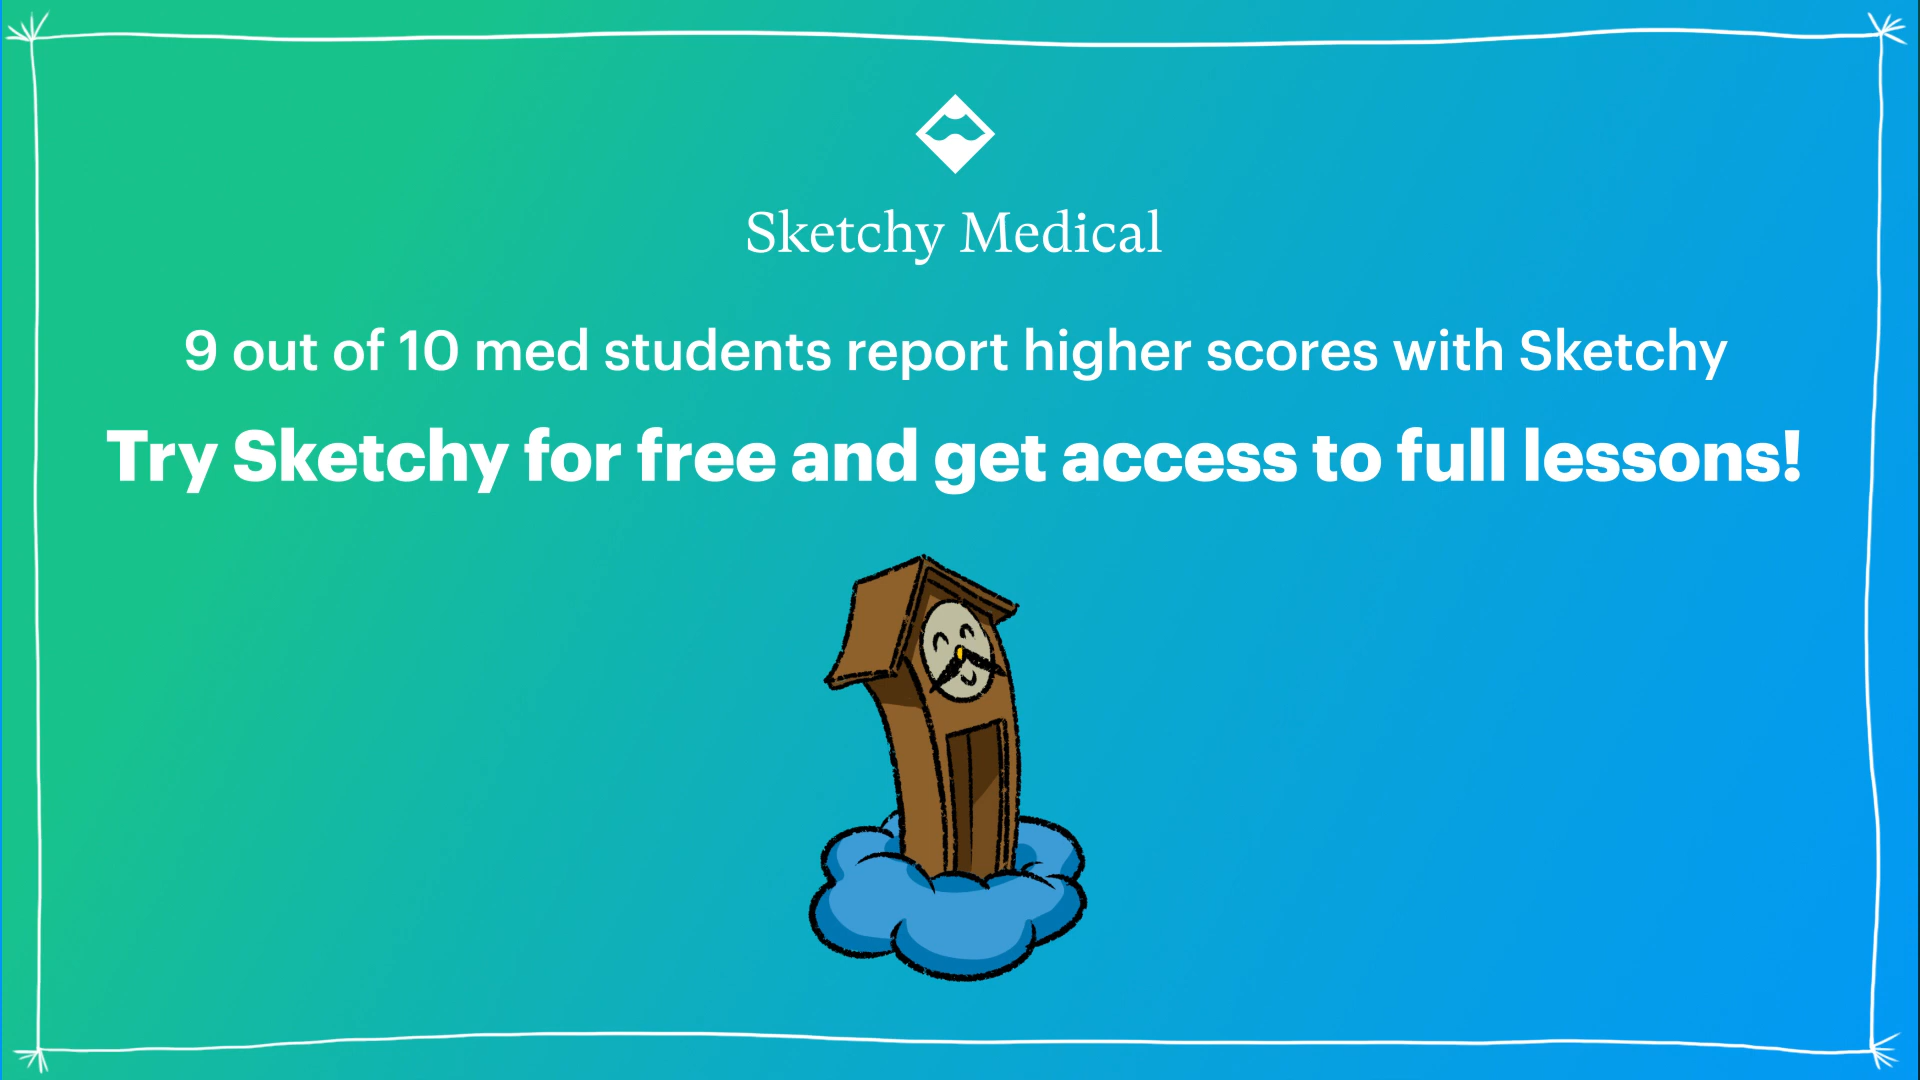 Sketchy Medical
9 out of 10 med students report higher scores with Sketchy
Try Sketchy for free and get access to full lessons!